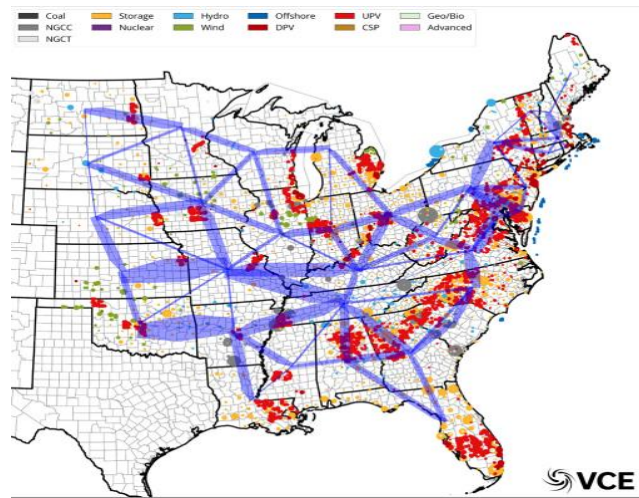 Coal Storage Hydro Offshore UPV Geo/Bio
NGCC Nuclear Wind DPV CSP Advanced
NGCT
VCE